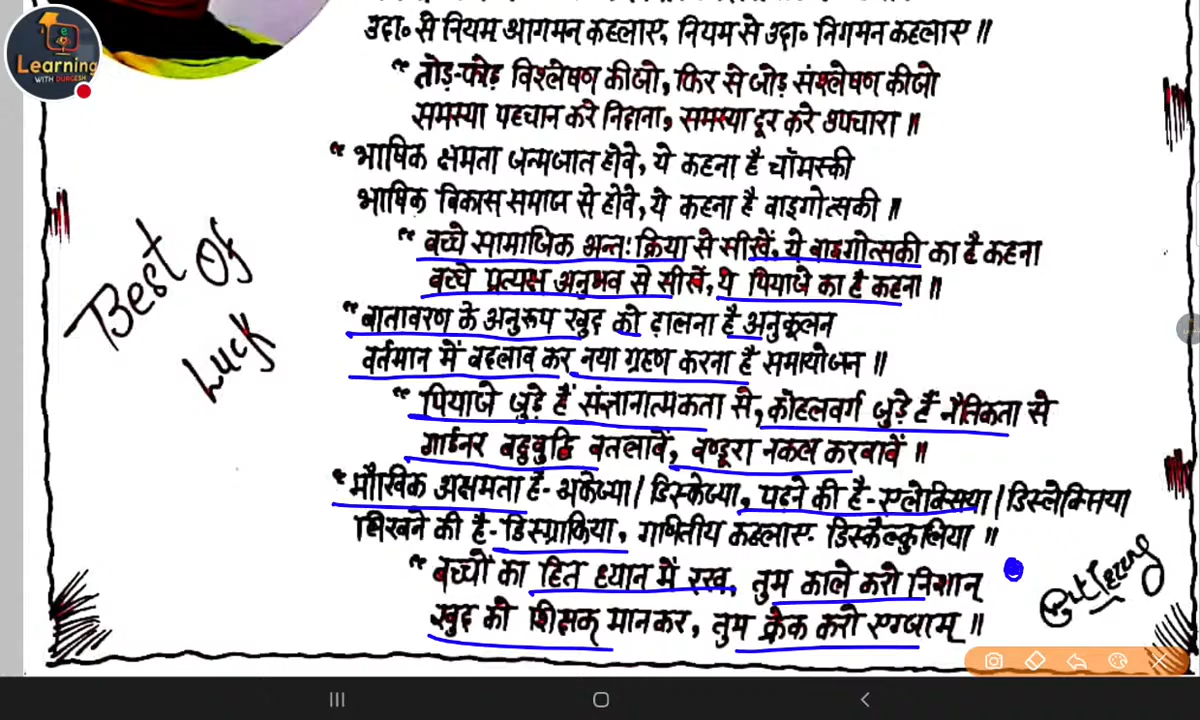 Learning
WITH DURGESH
उदा० से नियम आगमन कहलाए, नियम से उदा० निगमन कहलाए ॥
“ तोड़-फोड़ विश्लेषण कीजो, फिर से जोड़ संश्लेषण कीजो
समस्या पहचान करे निदाना, समस्या दूर करे उपचारा ॥
“ भाषिक क्षमता जन्मजात होवे, ये कहना है चॉमस्की
भाषिक विकास समाज से होवे, ये कहना है वाइगोत्सकी ॥
“ बच्चे सामाजिक अन्तः क्रिया से सीखें, ये वाइगोत्सकी का है कहना
बच्चे प्रत्यक्ष अनुभव से सीखें, ये पियाजे का है कहना ॥
“ वातावरण के अनुरूप खुद को ढ़ालना है अनुकूलन
वर्तमान में बदलाव कर नया ग्रहण करना है समायोजन ॥
“ पियाजे जुड़े हैं संज्ञानात्मकता से, कोहलवर्ग जुड़े हैं नैतिकता से
गार्डनर बहुबुद्धि बतलावें, वण्डूरा नकल करवावें ॥
“ मौखिक अक्षमता है- अफेज्या / डिस्फेज्या, पढ़ने की है- एलेक्सिया / डिस्लेक्सिया
लिखने की है- डिसग्राफिया, गणितीय कहलाए- डिस्कैल्कुलिया ॥
“ बच्चों का हित ध्यान में रख, तुम काले करो निशान्
खुद को शिक्षक मानकर, तुम क्रैक करो एग्जाम् ॥
Best Of
Luck